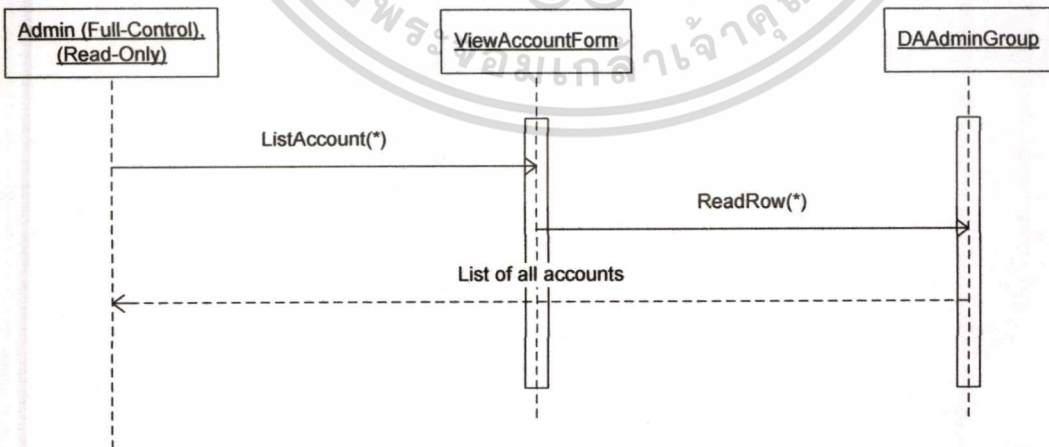 Admin (Full-Control),
(Read-Only)
ViewAccountForm
DAAdminGroup
ListAccount(*)
ReadRow(*)
List of all accounts